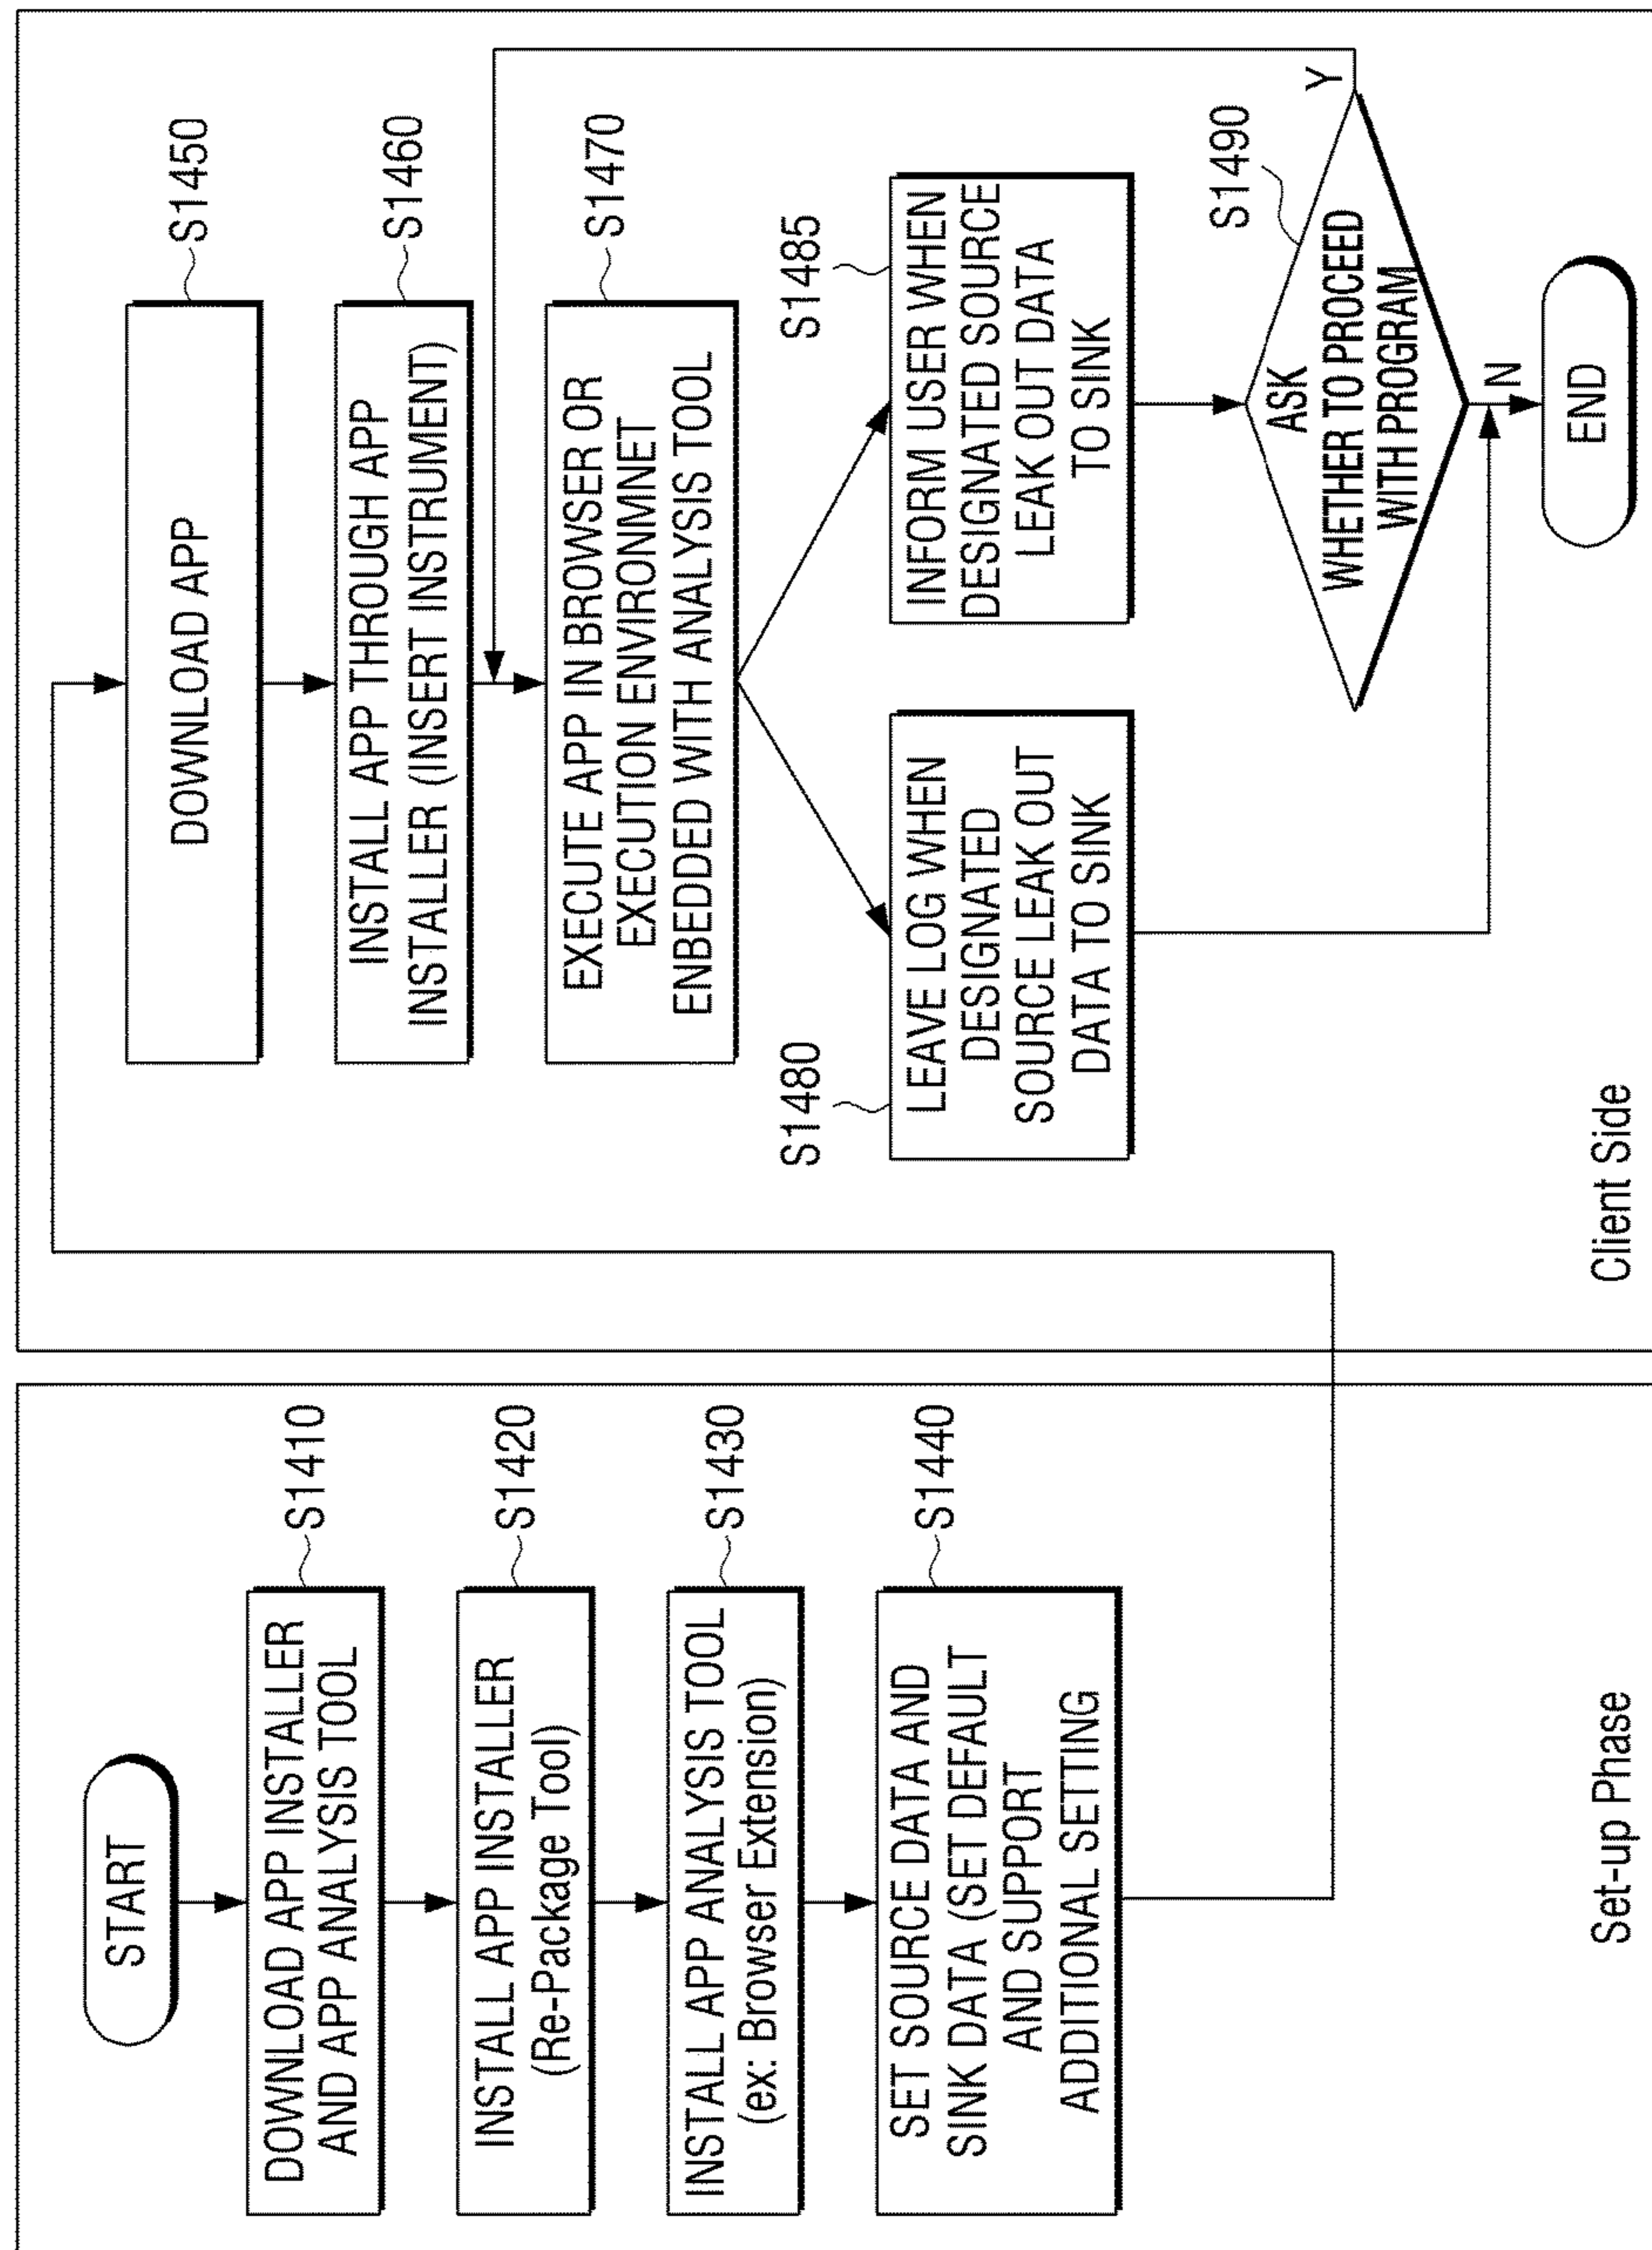 START
DOWNLOAD APP INSTALLER
AND APP ANALYSIS TOOL
S1410
INSTALL APP INSTALLER
(Re-Package Tool)
S1420
INSTALL APP ANALYSIS TOOL
(ex: Browser Extension)
S1430
SET SOURCE DATA AND
SINK DATA (SET DEFAULT
AND SUPPORT
ADDITIONAL SETTING
S1440
Set-up Phase
DOWNLOAD APP
S1450
INSTALL APP THROUGH APP
INSTALLER (INSERT INSTRUMENT)
S1460
EXECUTE APP IN BROWSER OR
EXECUTION ENVIRONMNET
ENBEDDED WITH ANALYSIS TOOL
S1470
S1480
LEAVE LOG WHEN
DESIGNATED
SOURCE LEAK OUT
DATA TO SINK
S1485
INFORM USER WHEN
DESIGNATED SOURCE
LEAK OUT DATA
TO SINK
S1490
ASK
WHETHER TO PROCEED
WITH PROGRAM
Y
N
END
Client Side